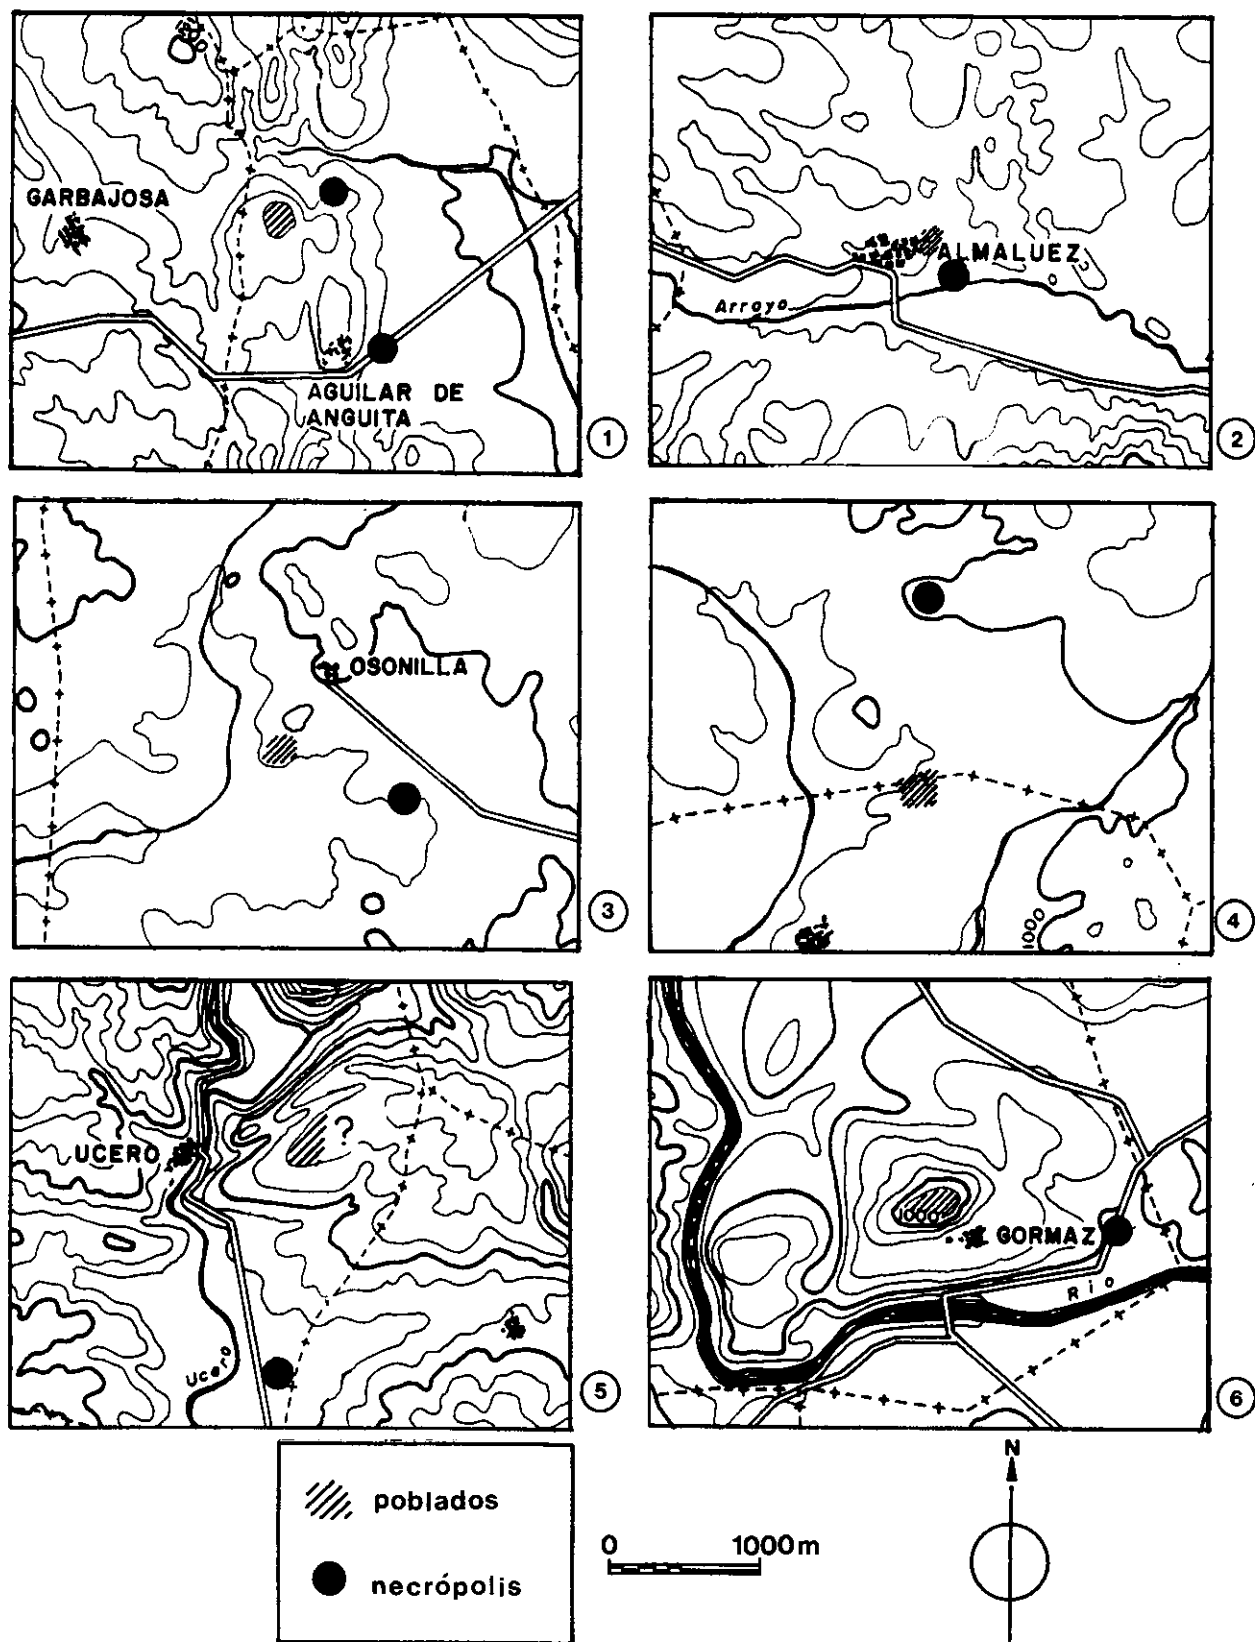 GARBAJOSA
AGUILAR DE
ANGUITA
1
ALMALUEZ
Arroyo
2
OSONILLA
3
1000
4
UCERO
?
Ucero
5
1000
GORMAZ
Río
6
poblados
necrópolis
0 1000m
N